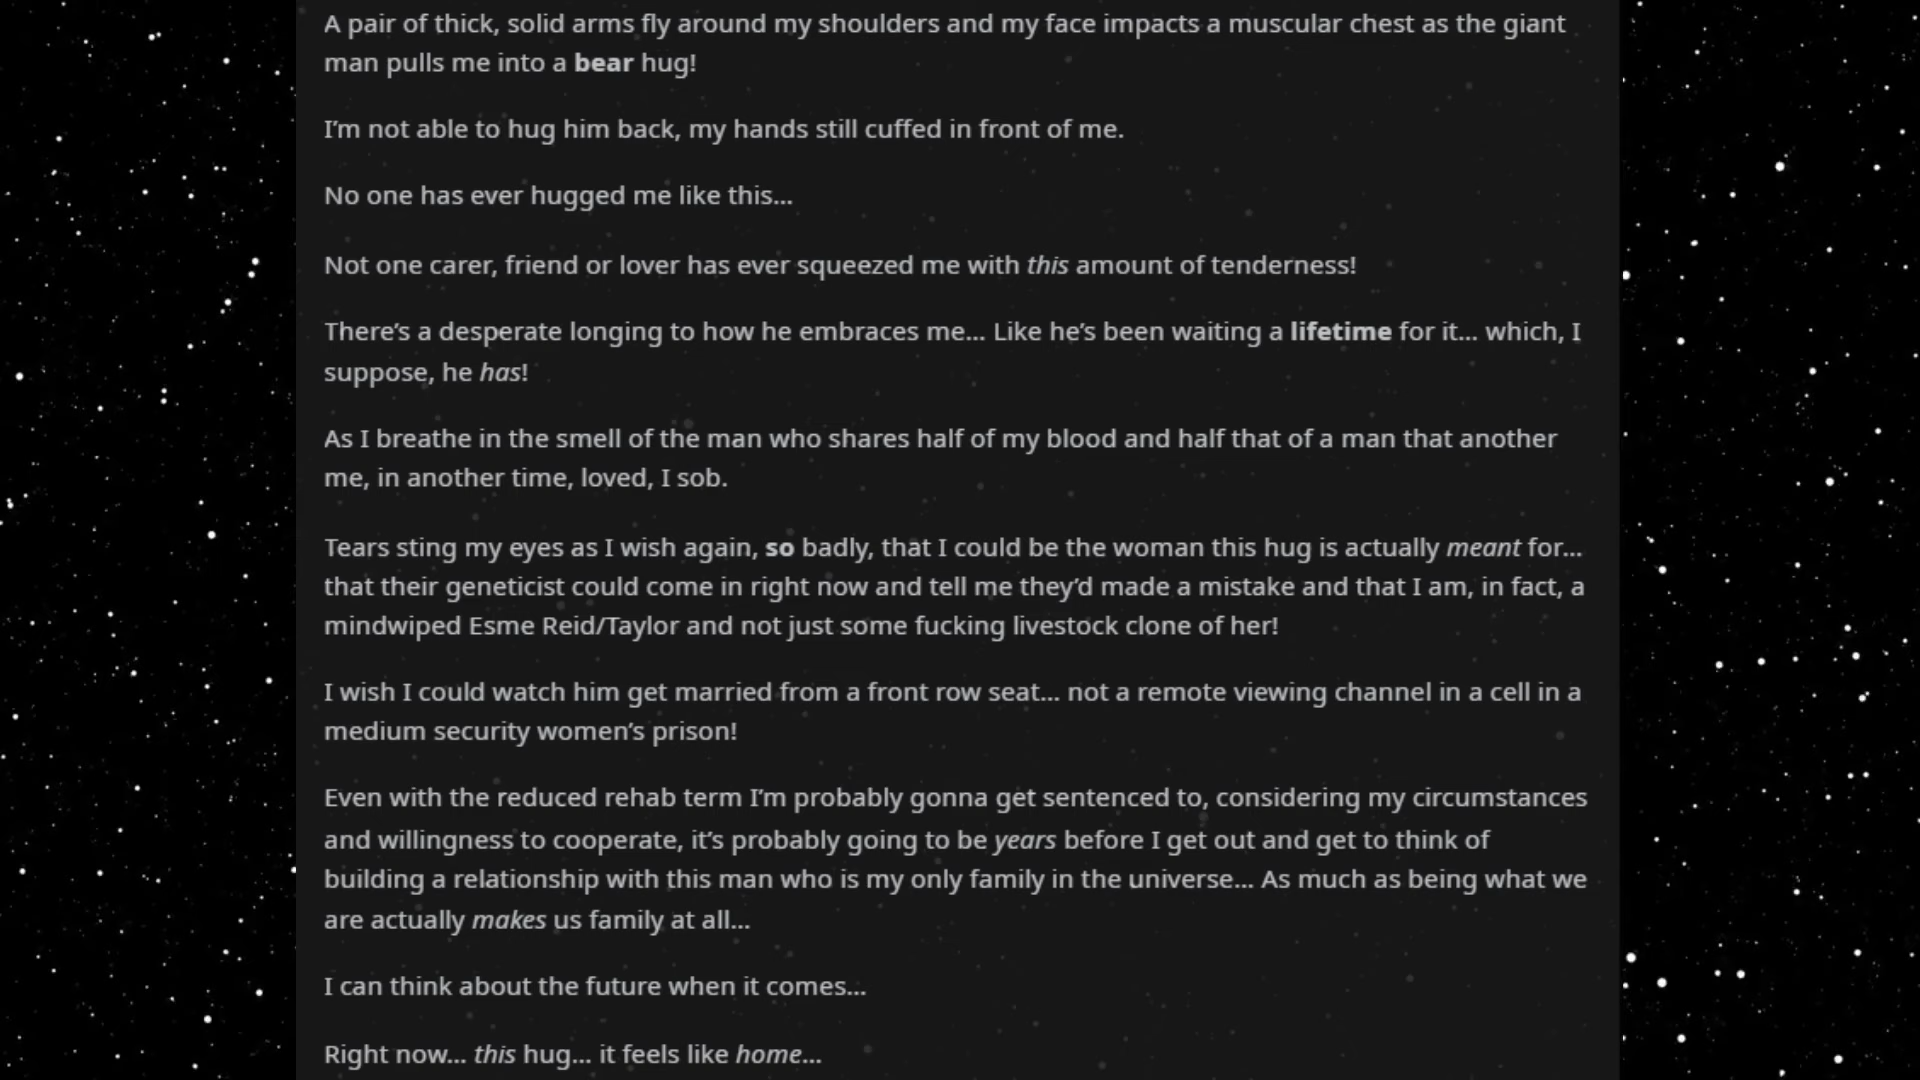 A pair of thick, solid arms fly around my shoulders and my face impacts a muscular chest as the giant
man pulls me into a bear hug!
I’m not able to hug him back, my hands still cuffed in front of me.
No one has ever hugged me like this...
Not one carer, friend or lover has ever squeezed me with this amount of tenderness!
There’s a desperate longing to how he embraces me... Like he’s been waiting a lifetime for it... which, I
suppose, he has!
As I breathe in the smell of the man who shares half of my blood and half that of a man that another
me, in another time, loved, I sob.
Tears sting my eyes as I wish again, so badly, that I could be the woman this hug is actually meant for...
that their geneticist could come in right now and tell me they’d made a mistake and that I am, in fact, a
mindwiped Esme Reid/Taylor and not just some fucking livestock clone of her!
I wish I could watch him get married from a front row seat... not a remote viewing channel in a cell in a
medium security women’s prison!
Even with the reduced rehab term I’m probably gonna get sentenced to, considering my circumstances
and willingness to cooperate, it’s probably going to be years before I get out and get to think of
building a relationship with this man who is my only family in the universe... As much as being what we
are actually makes us family at all...
I can think about the future when it comes...
Right now... this hug... it feels like home...